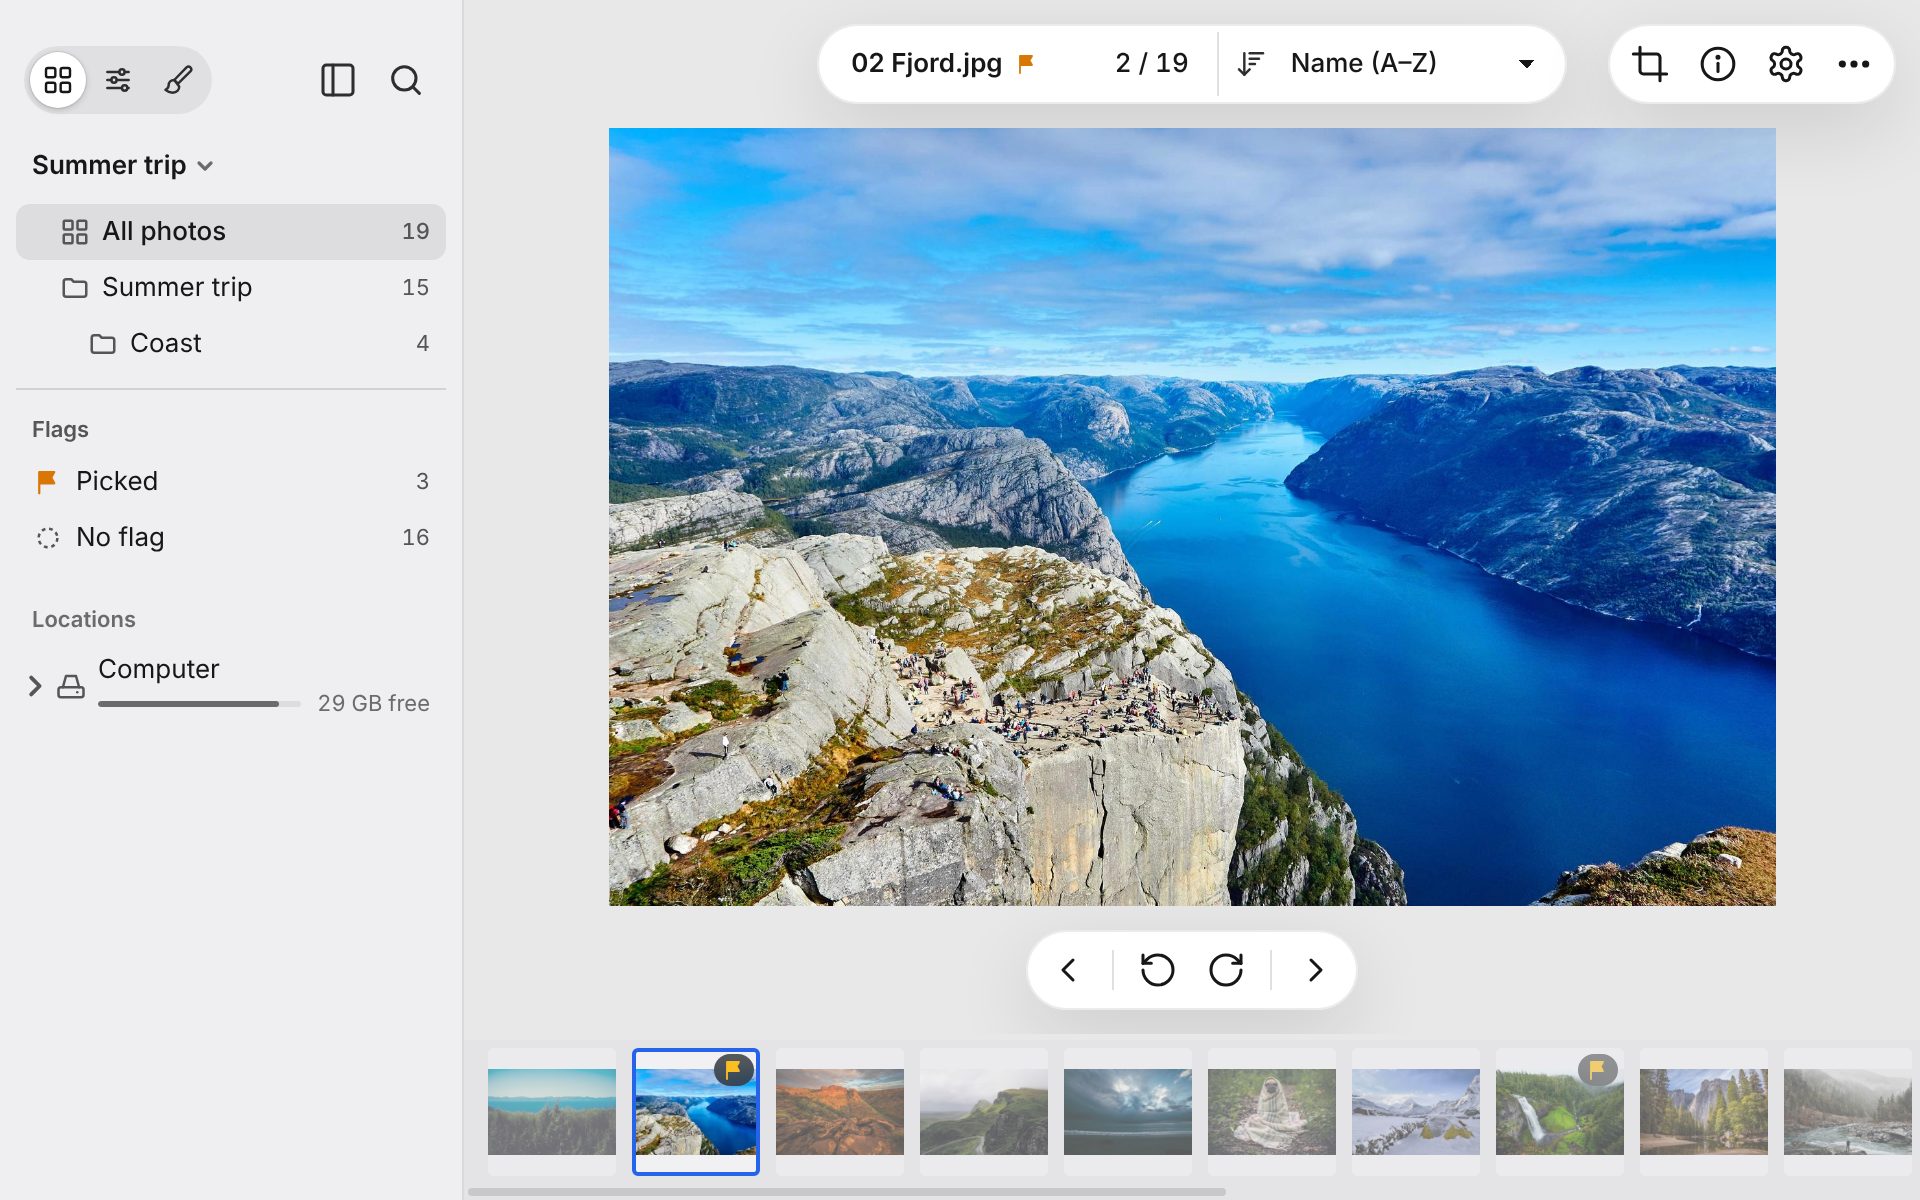 02 Fjord.jpg 2 / 19 Name (A–Z)
Summer trip
All photos 19
Summer trip 15
Coast 4
Flags
Picked 3
No flag 16
Locations
Computer
29 GB free